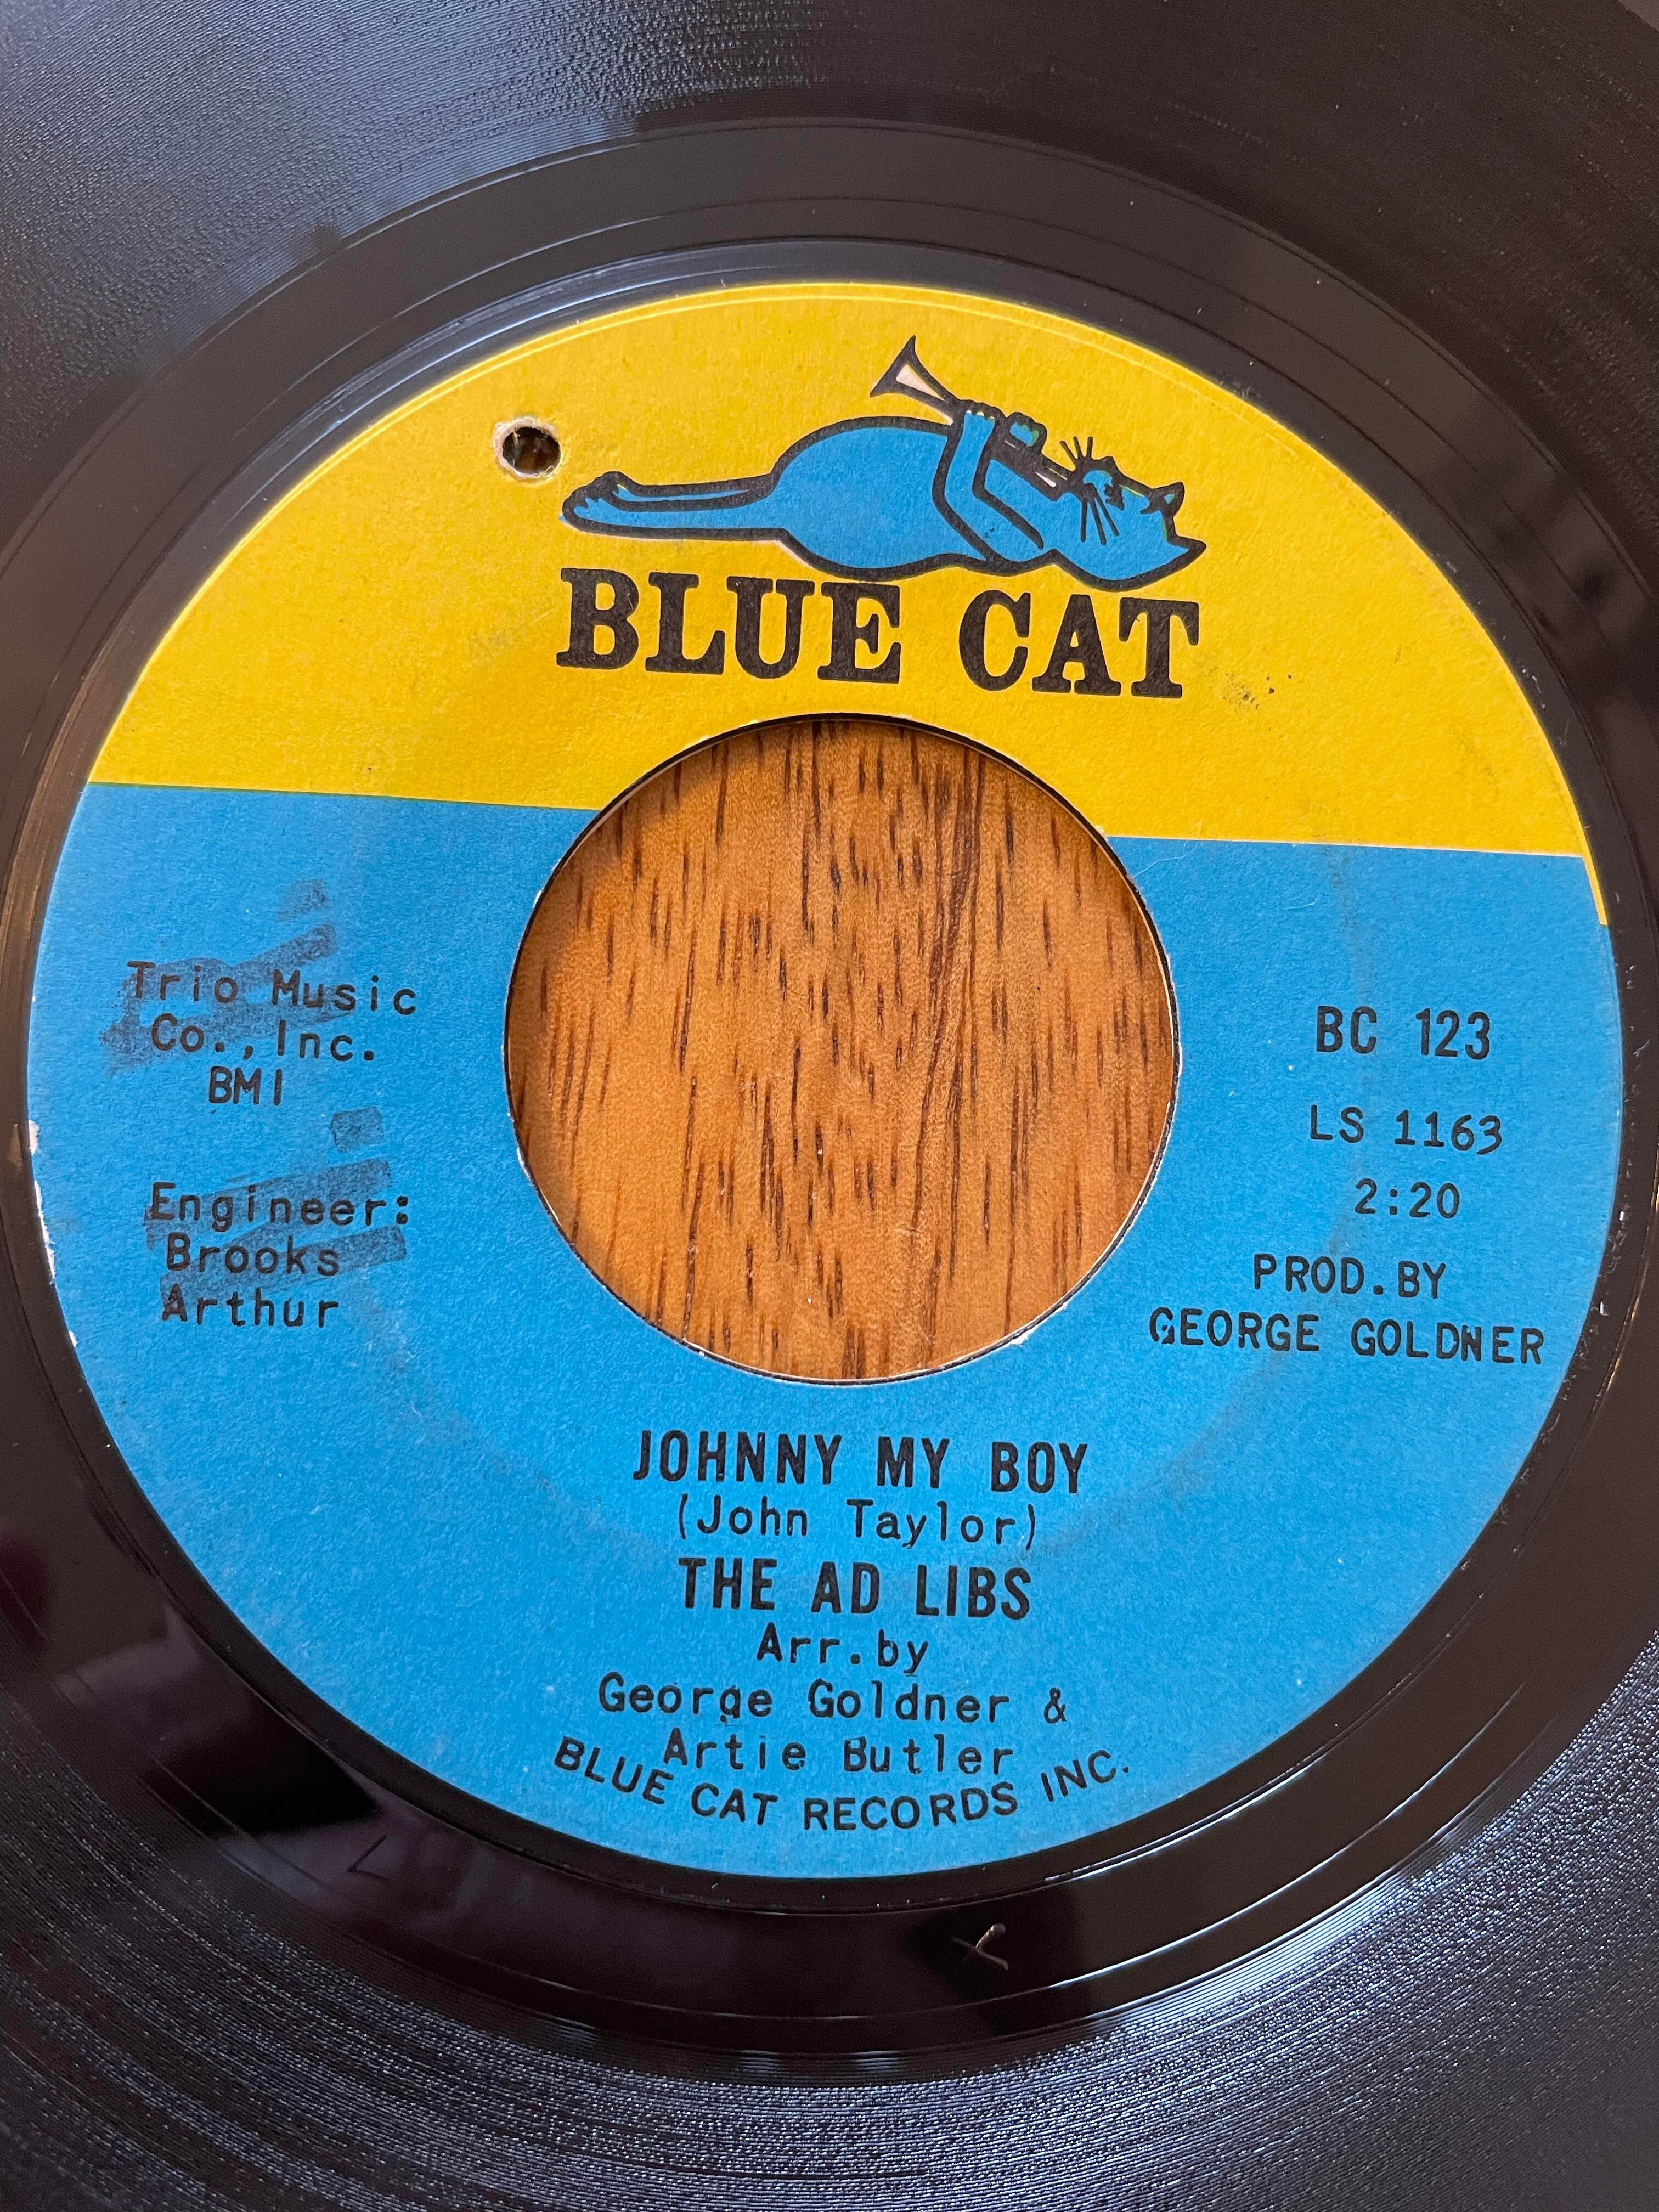 BLUE CAT
Trio Music
Co., Inc.
BMI
Engineer:
Brooks
Arthur
BC 123
LS 1163
2:20
PROD. BY
GEORGE GOLDNER
JOHNNY MY BOY
(John Taylor)
THE AD LIBS
Arr. by
George Goldner &
Artie Butler
BLUE CAT RECORDS INC.